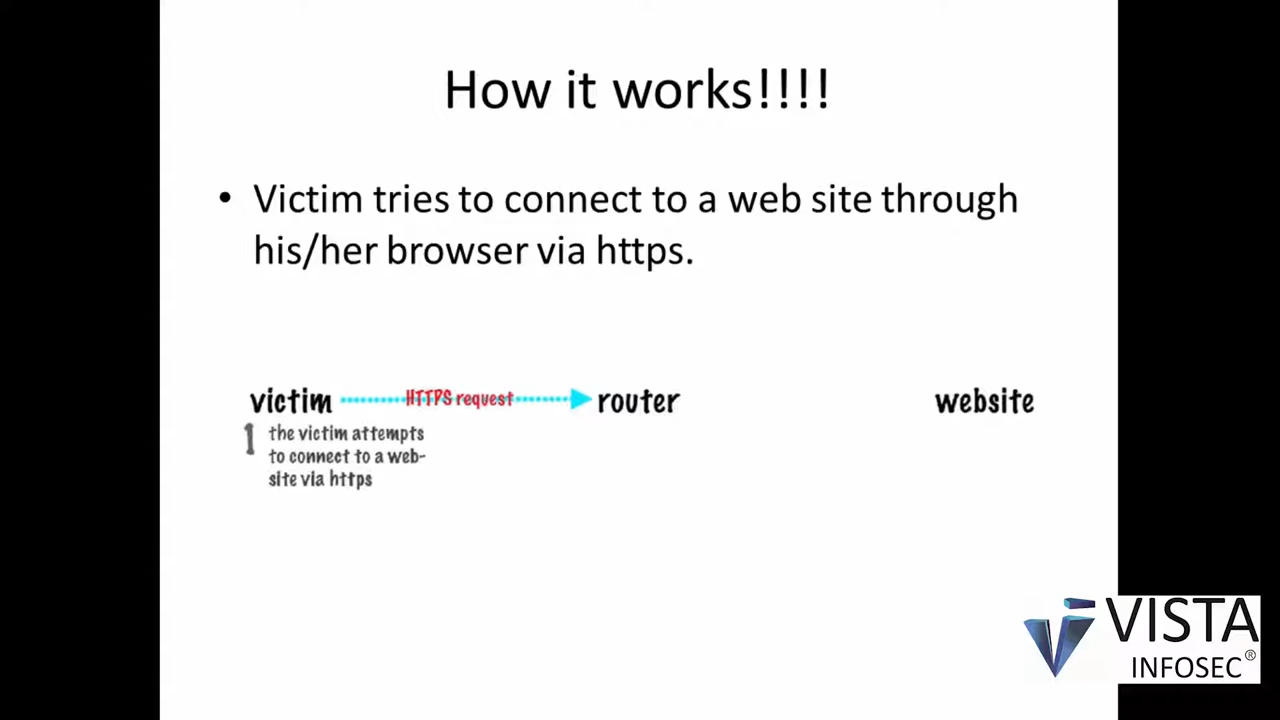 How it works!!!!
• Victim tries to connect to a web site through
his/her browser via https.
victim HTTPS request router website
1 the victim attempts
to connect to a web-
site via https
VISTA
INFOSEC®